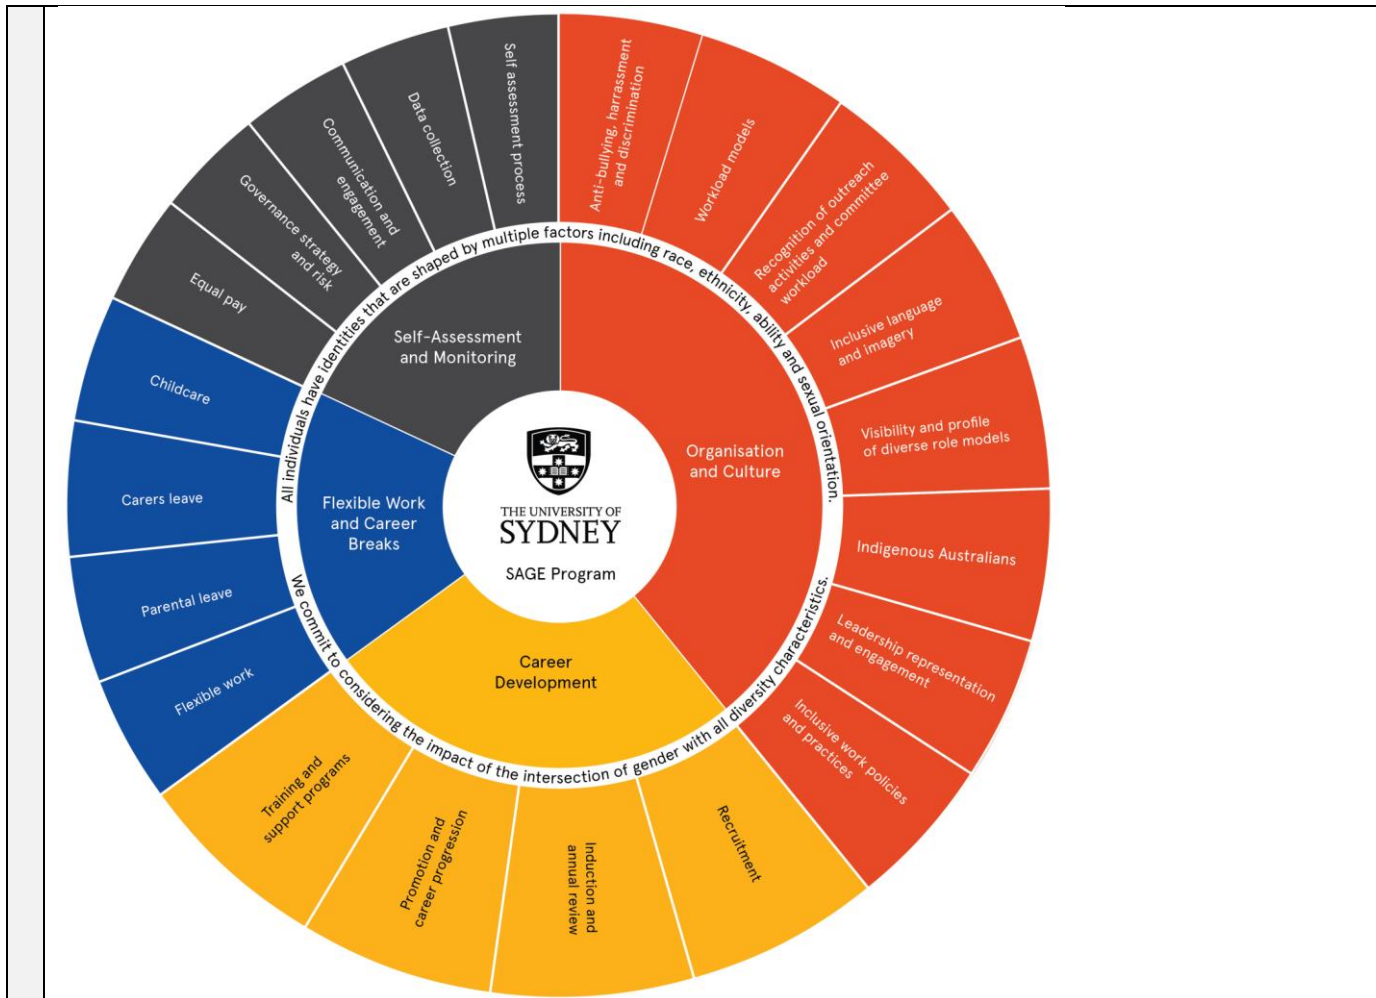 THE UNIVERSITY OF
SYDNEY
SAGE Program
Organisation
and Culture
Career
Development
Flexible Work
and Career
Breaks
Self-Assessment
and Monitoring
All individuals have identities that are shaped by multiple factors including race, ethnicity, ability and sexual orientation.
We commit to considering the impact of the intersection of gender with all diversity characteristics.
Anti-bullying, harrassment
and discrimination
Workload models
Recognition of outreach
activities and committee
workload
Inclusive language
and imagery
Visibility and profile
of diverse role models
Indigenous Australians
Leadership representation
and engagement
Inclusive work policies
and practices
Recruitment
Induction and
annual review
Promotion and
career progression
Training and
support programs
Flexible work
Parental leave
Carers leave
Childcare
Equal pay
Governance strategy
and risk
Communication and
engagement
Data collection
Self assessment process